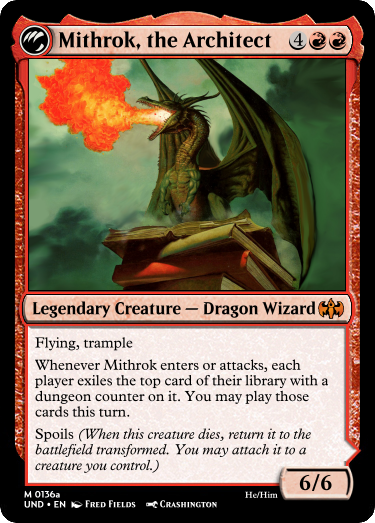 Mithrok, the Architect 4
Legendary Creature — Dragon Wizard
Flying, trample
Whenever Mithrok enters or attacks, each
player exiles the top card of their library with a
dungeon counter on it. You may play those
cards this turn.
Spoils (When this creature dies, return it to the
battlefield transformed. You may attach it to a
creature you control.)
6/6
M 0136a
UND • EN Fred Fields Crashington He/Him